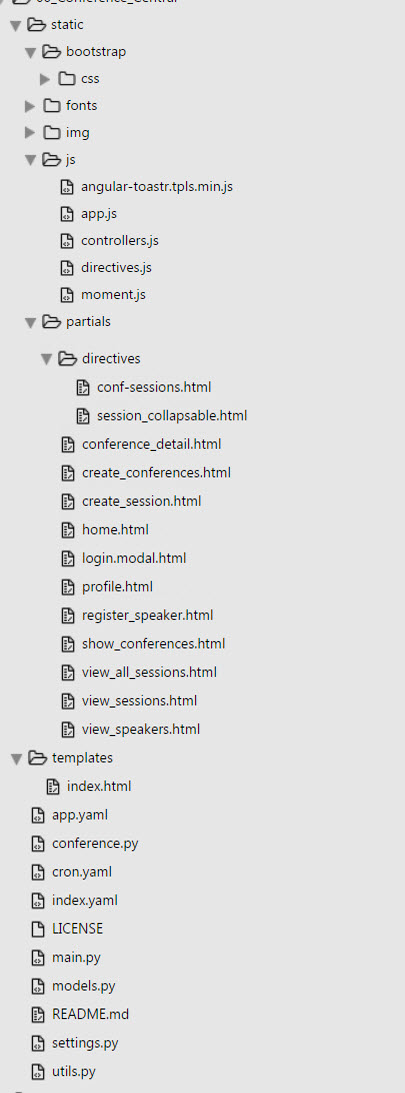 00_Conference_Central
static
bootstrap
css
fonts
img
js
angular-toastr.tpls.min.js
app.js
controllers.js
directives.js
moment.js
partials
directives
conf-sessions.html
session_collapsable.html
conference_detail.html
create_conferences.html
create_session.html
home.html
login.modal.html
profile.html
register_speaker.html
show_conferences.html
view_all_sessions.html
view_sessions.html
view_speakers.html
templates
index.html
app.yaml
conference.py
cron.yaml
index.yaml
LICENSE
main.py
models.py
README.md
settings.py
utils.py